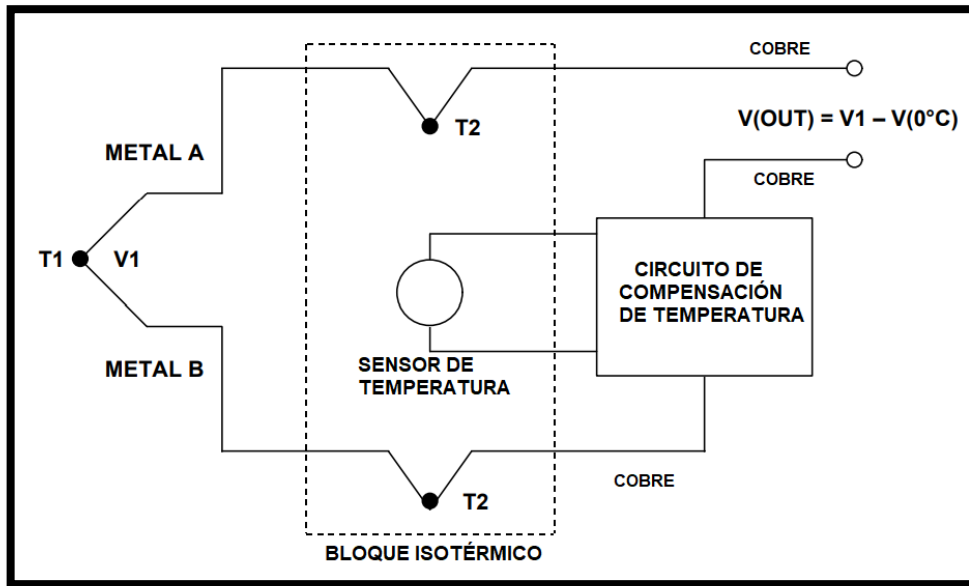 COBRE
T2
V(OUT) = V1 – V(0°C)
METAL A
COBRE
T1 V1
CIRCUITO DE
COMPENSACIÓN
DE TEMPERATURA
METAL B
SENSOR DE
TEMPERATURA
T2
COBRE
BLOQUE ISOTÉRMICO